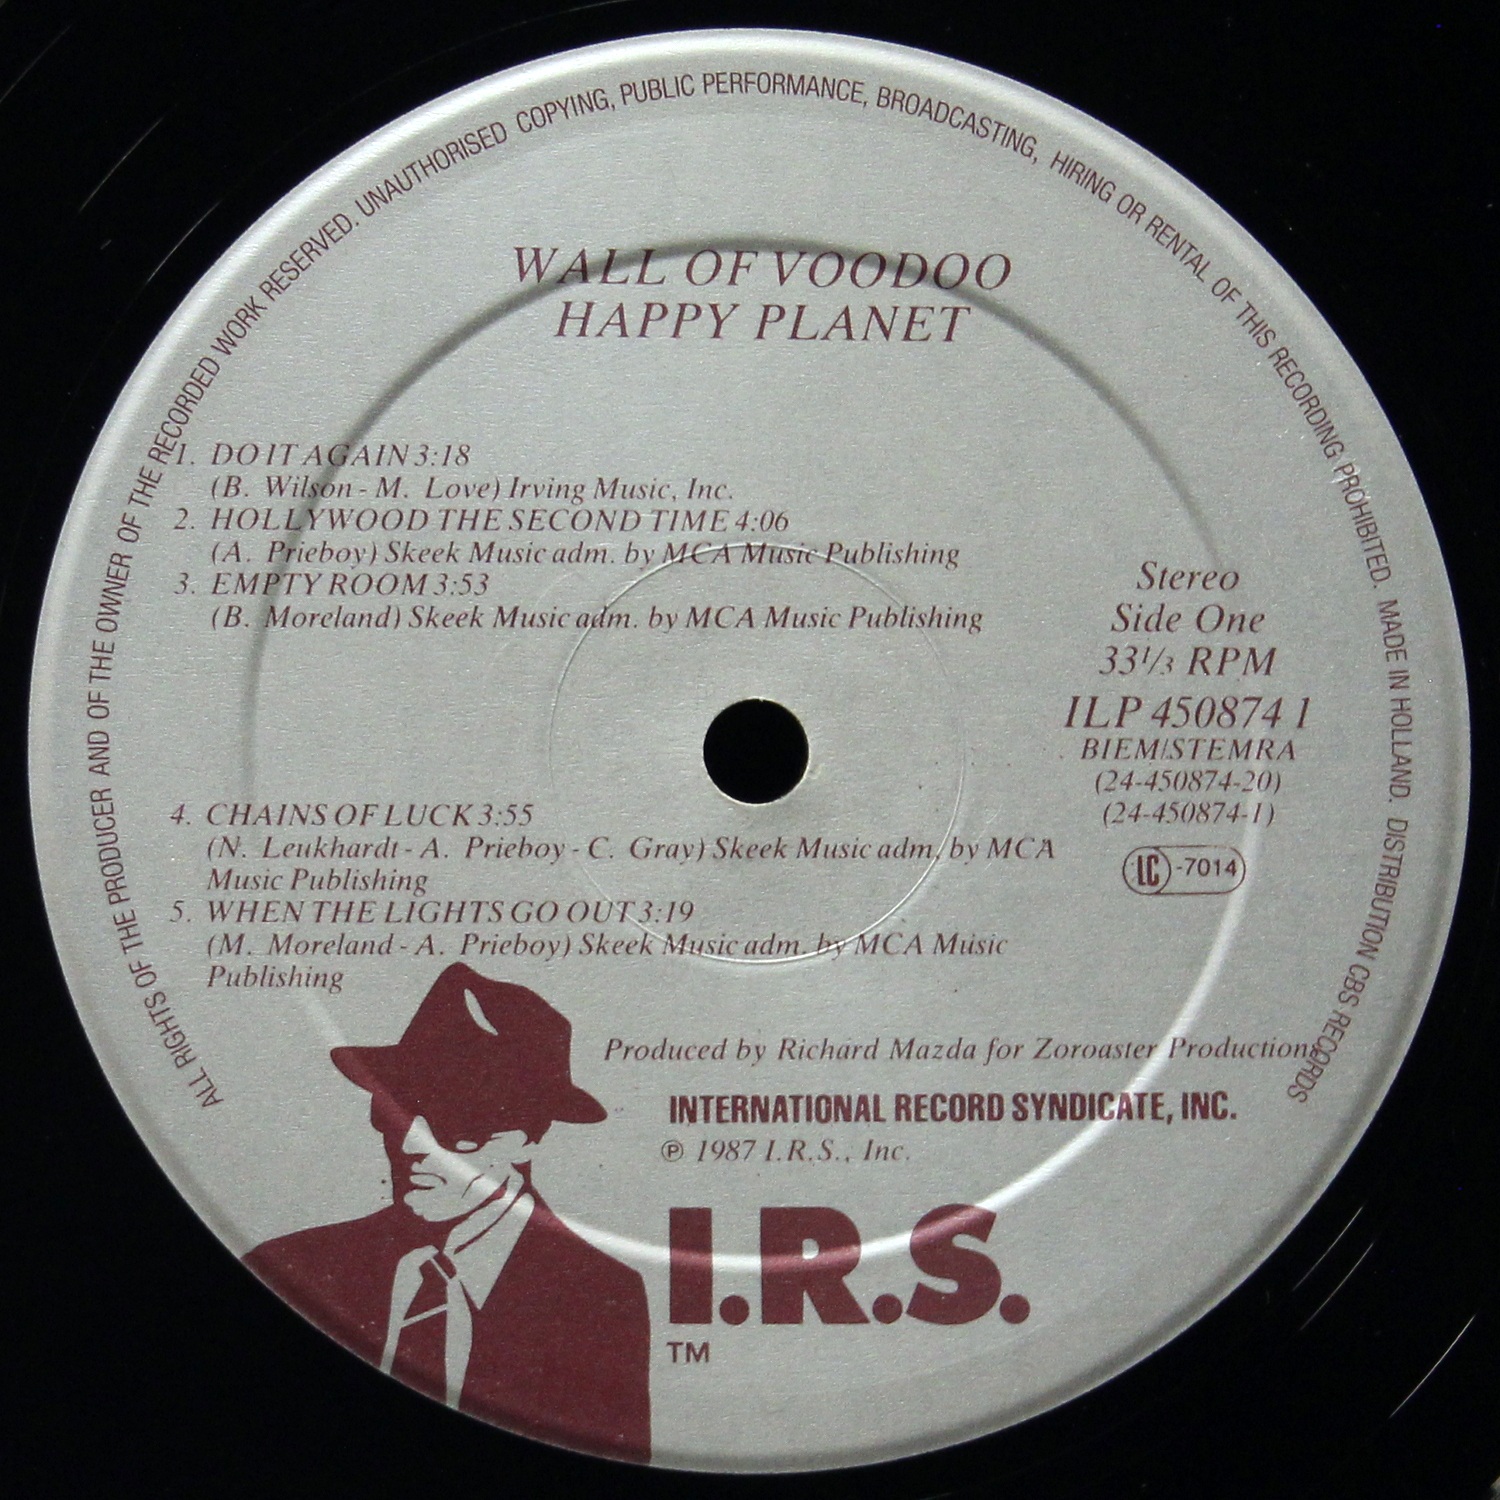 ALL RIGHTS OF THE PRODUCER AND OF THE OWNER OF THE RECORDED WORK RESERVED. UNAUTHORISED COPYING, PUBLIC PERFORMANCE, BROADCASTING, HIRING OR RENTAL OF THIS RECORDING PROHIBITED. MADE IN HOLLAND. DISTRIBUTION CBS RECORDS
WALL OF VOODOO
HAPPY PLANET
1. DO IT AGAIN 3:18
(B. Wilson - M. Love) Irving Music, Inc.
2. HOLLYWOOD THE SECOND TIME 4:06
(A. Prieboy) Skeek Music adm. by MCA Music Publishing
3. EMPTY ROOM 3:53
(B. Moreland) Skeek Music adm. by MCA Music Publishing
Stereo
Side One
33 1/3 RPM
ILP 450874 1
BIEM/STEMRA
(24-450874-20)
(24-450874-1)
LC -7014
4. CHAINS OF LUCK 3:55
(N. Leukhardt - A. Prieboy - C. Gray) Skeek Music adm. by MCA
Music Publishing
5. WHEN THE LIGHTS GO OUT 3:19
(M. Moreland - A. Prieboy) Skeek Music adm. by MCA Music
Publishing
Produced by Richard Mazda for Zoroaster Productions
INTERNATIONAL RECORD SYNDICATE, INC.
℗ 1987 I.R.S., Inc.
I.R.S.
TM